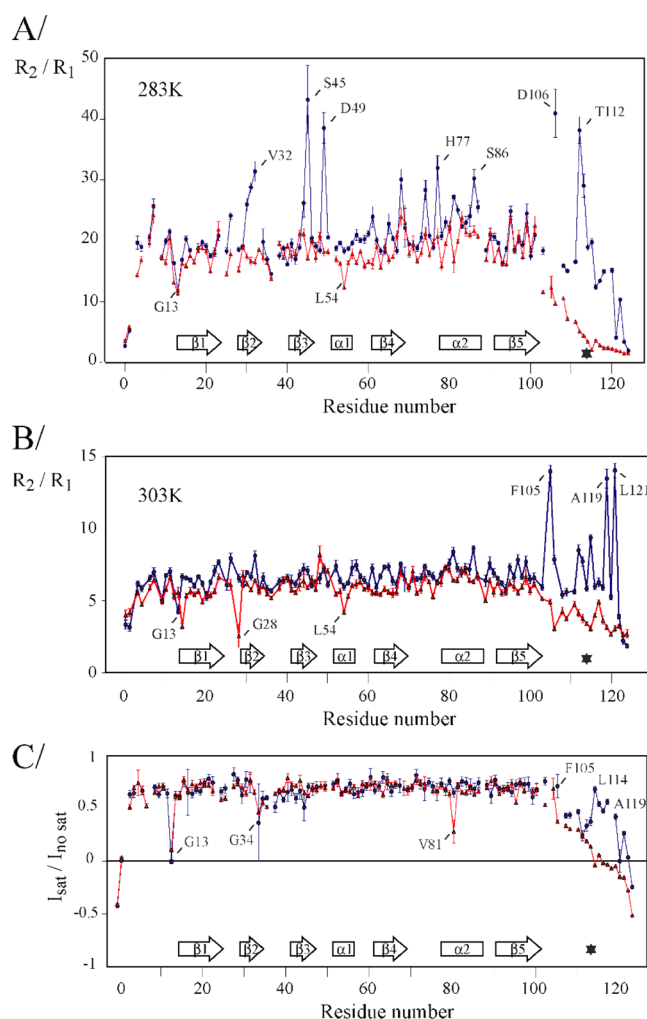 A/
R2 / R1
283K
50
40
30
20
10
0
S45
D49
V32
H77
S86
D106
T112
G13
L54
β1
β2
β3
α1
β4
α2
β5
0
20
40
60
80
100
120
Residue number
B/
R2 / R1
303K
15
10
5
0
F105
A119
L121
G13
G28
L54
β1
β2
β3
α1
β4
α2
β5
0
20
40
60
80
100
120
Residue number
C/
Isat / Ino sat
1
0.5
0
-0.5
-1
F105
L114
A119
G13
G34
V81
β1
β2
β3
α1
β4
α2
β5
0
20
40
60
80
100
120
Residue number